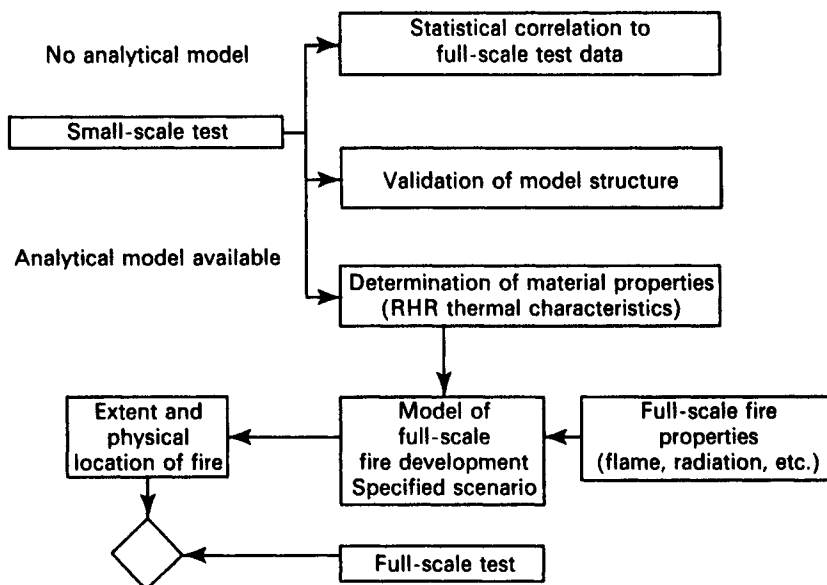 Statistical correlation to
full-scale test data
No analytical model
Small-scale test
Validation of model structure
Analytical model available
Determination of material properties
(RHR thermal characteristics)
Extent and
physical
location of fire
Model of
full-scale
fire development
Specified scenario
Full-scale fire
properties
(flame, radiation, etc.)
Full-scale test